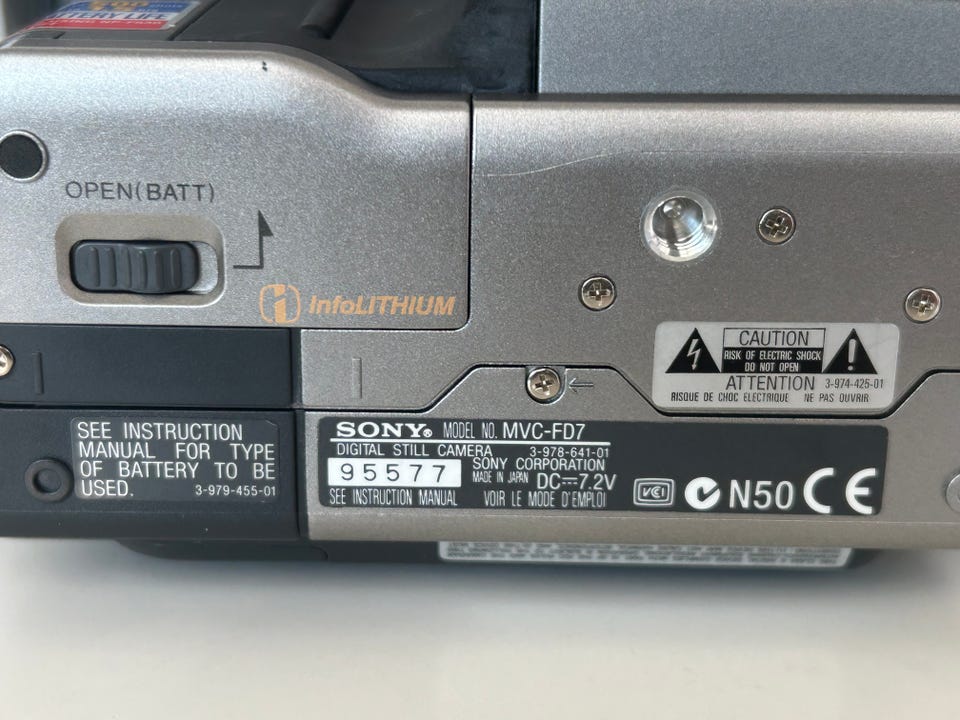 BATTERY LIFE
OPEN(BATT)
InfoLITHIUM
CAUTION
RISK OF ELECTRIC SHOCK
DO NOT OPEN
ATTENTION 3-974-425-01
RISQUE DE CHOC ELECTRIQUE NE PAS OUVRIR
SEE INSTRUCTION
MANUAL FOR TYPE
OF BATTERY TO BE
USED. 3-979-455-01
SONY® MODEL NO. MVC-FD7
DIGITAL STILL CAMERA 3-978-641-01
95577 SONY CORPORATION
MADE IN JAPAN DC⎓7.2V
SEE INSTRUCTION MANUAL VOIR LE MODE D'EMPLOI
VCI N50 CE